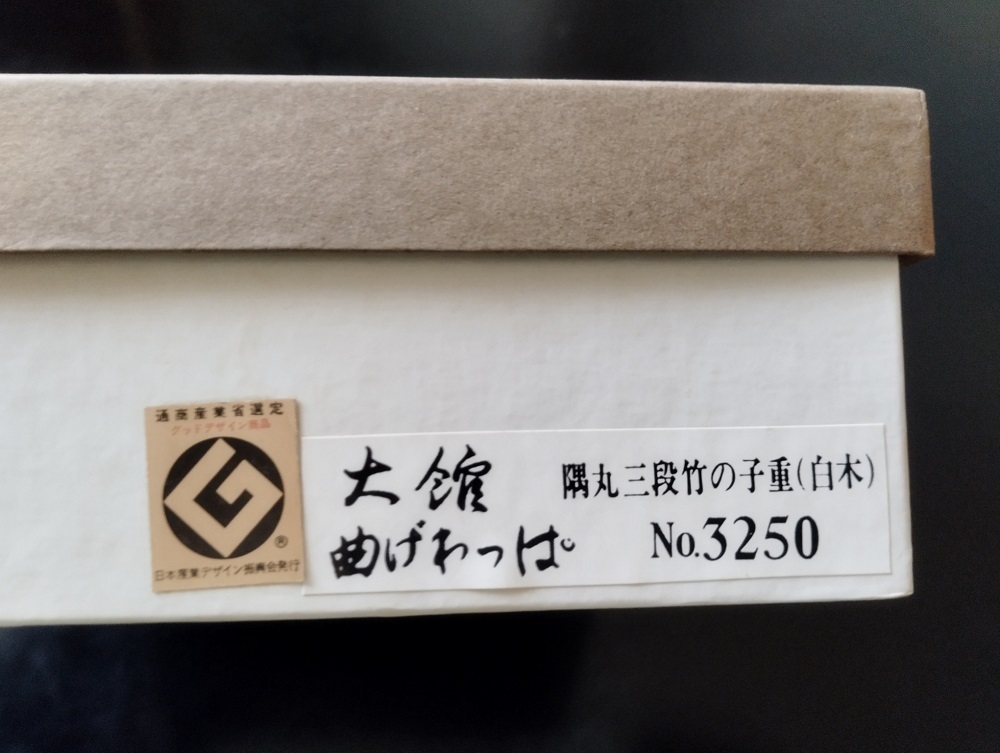 通商産業省選定
グッドデザイン商品
G
®
日本産業デザイン振興会発行
大館
曲げわっぱ
隅丸三段竹の子重(白木)
No.3250